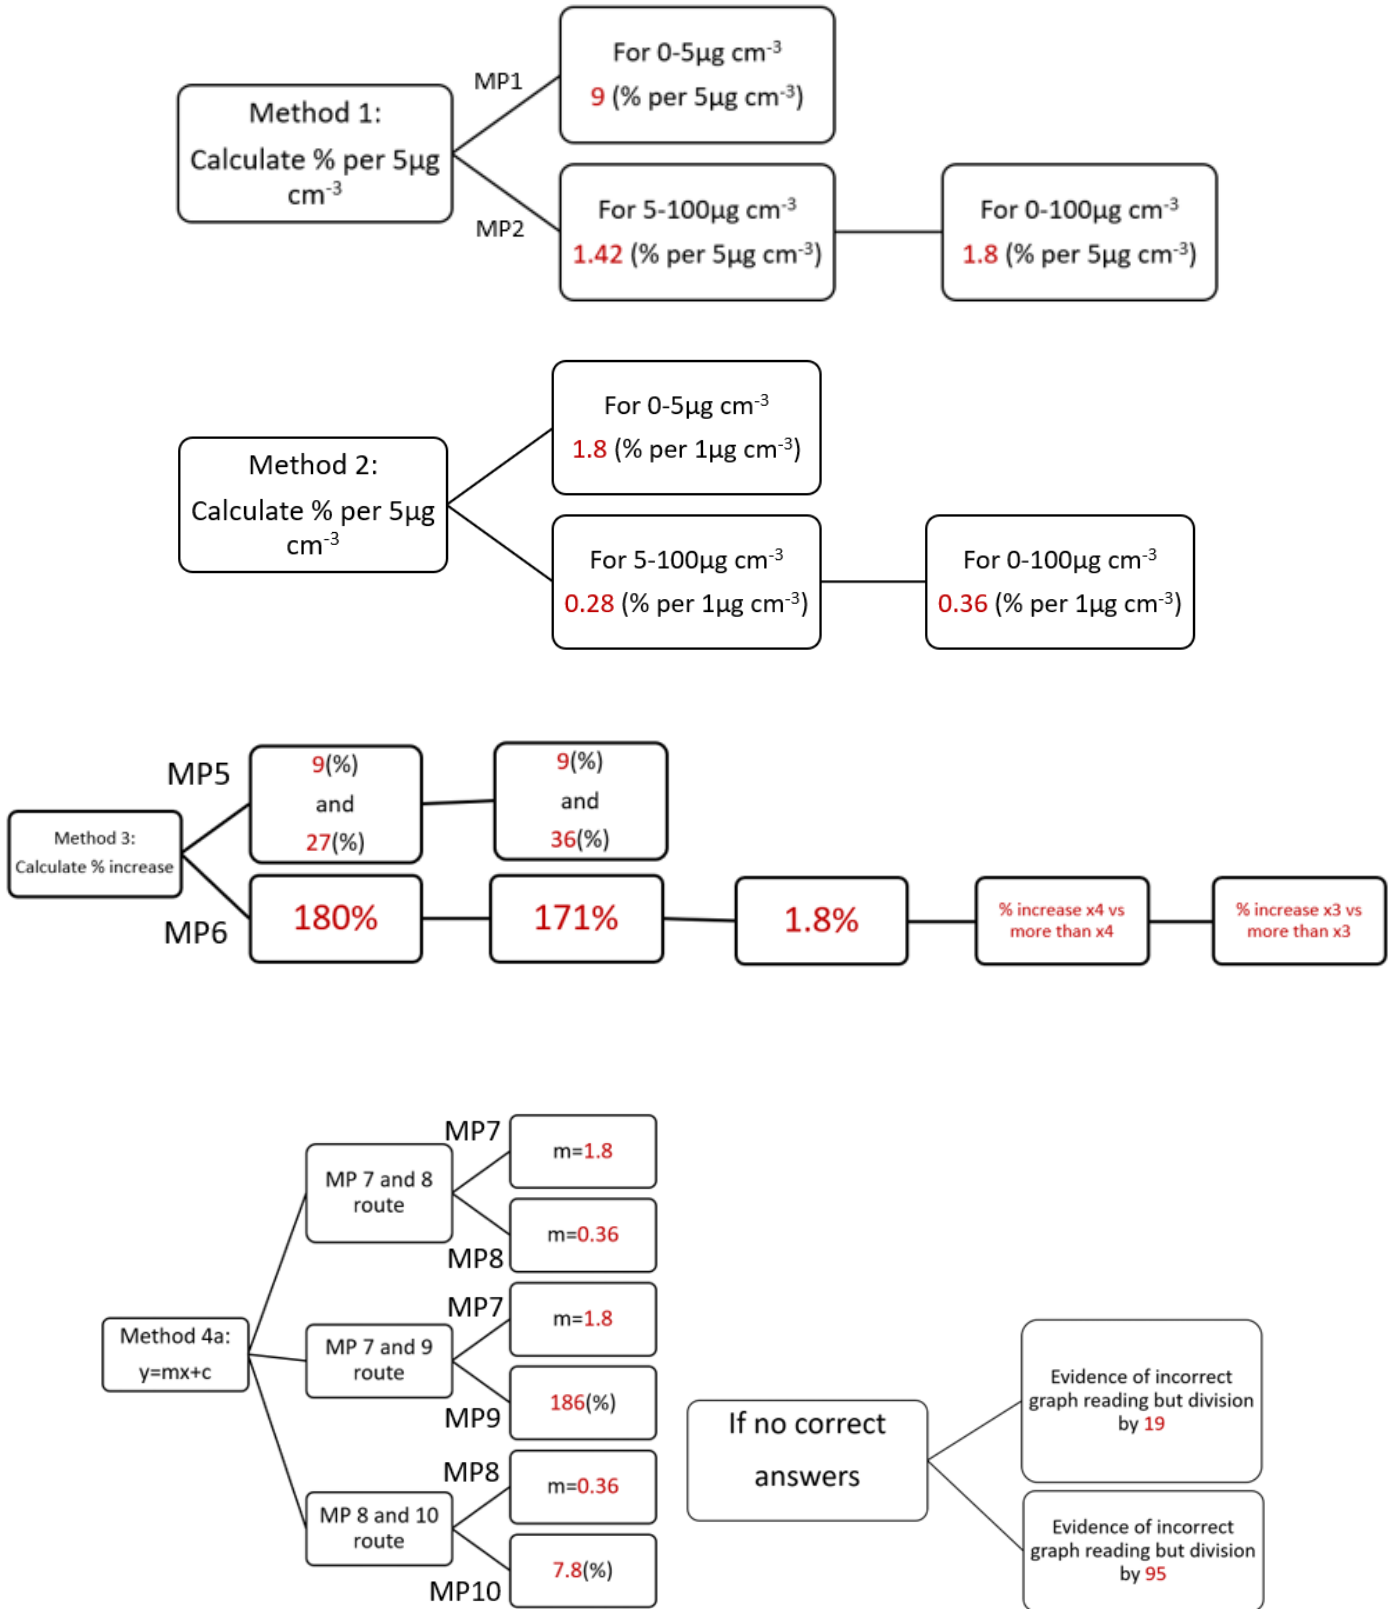 For 0-5µg cm⁻³
MP1
9 (% per 5µg cm⁻³)
Method 1:
Calculate % per 5µg
cm⁻³
MP2
For 5-100µg cm⁻³
1.42 (% per 5µg cm⁻³)
For 0-100µg cm⁻³
1.8 (% per 5µg cm⁻³)
For 0-5µg cm⁻³
1.8 (% per 1µg cm⁻³)
Method 2:
Calculate % per 5µg
cm⁻³
For 5-100µg cm⁻³
0.28 (% per 1µg cm⁻³)
For 0-100µg cm⁻³
0.36 (% per 1µg cm⁻³)
MP5
9(%)
and
27(%)
9(%)
and
36(%)
Method 3:
Calculate % increase
MP6
180%
171%
1.8%
% increase x4 vs
more than x4
% increase x3 vs
more than x3
MP7
m=1.8
MP 7 and 8
route
m=0.36
MP8
MP7
m=1.8
Method 4a:
y=mx+c
MP 7 and 9
route
186(%)
MP9
MP8
m=0.36
MP 8 and 10
route
7.8(%)
MP10
If no correct
answers
Evidence of incorrect
graph reading but division
by 19
Evidence of incorrect
graph reading but division
by 95